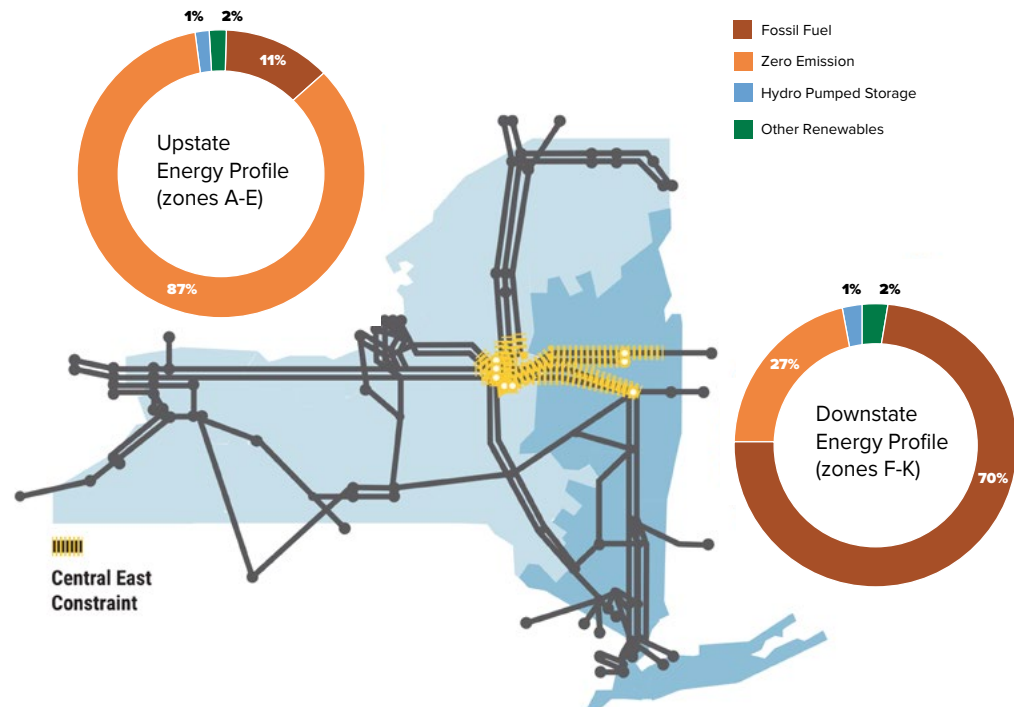 1%
2%
11%
Upstate
Energy Profile
(zones A-E)
87%
Fossil Fuel
Zero Emission
Hydro Pumped Storage
Other Renewables
1%
2%
27%
Downstate
Energy Profile
(zones F-K)
70%
Central East
Constraint